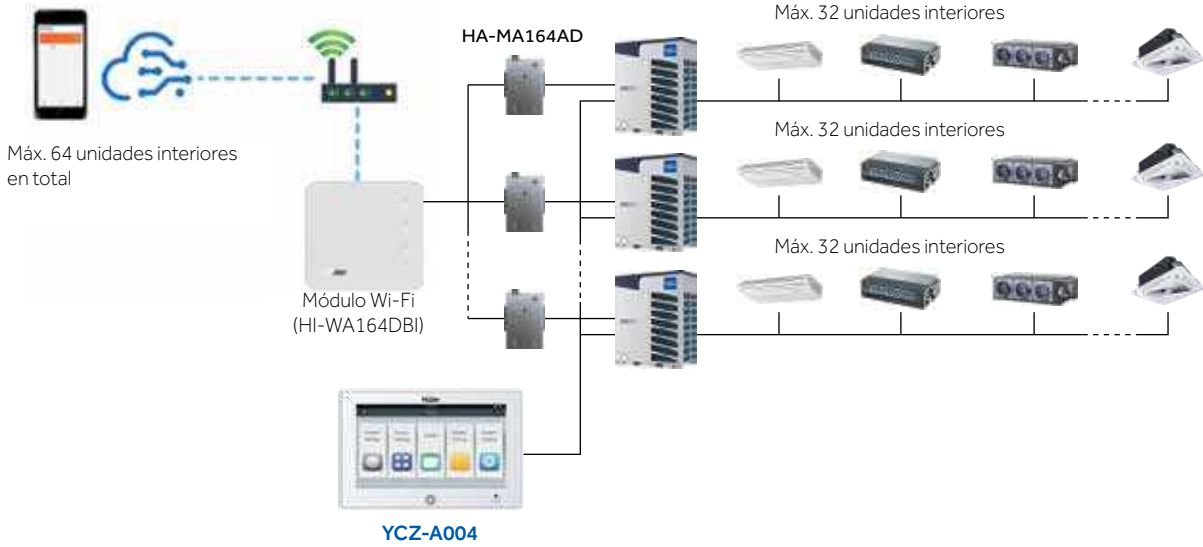 Máx. 32 unidades interiores
HA-MA164AD
Máx. 64 unidades interiores
en total
Máx. 32 unidades interiores
Máx. 32 unidades interiores
Módulo Wi-Fi
(HI-WA164DBI)
Haier
YCZ-A004